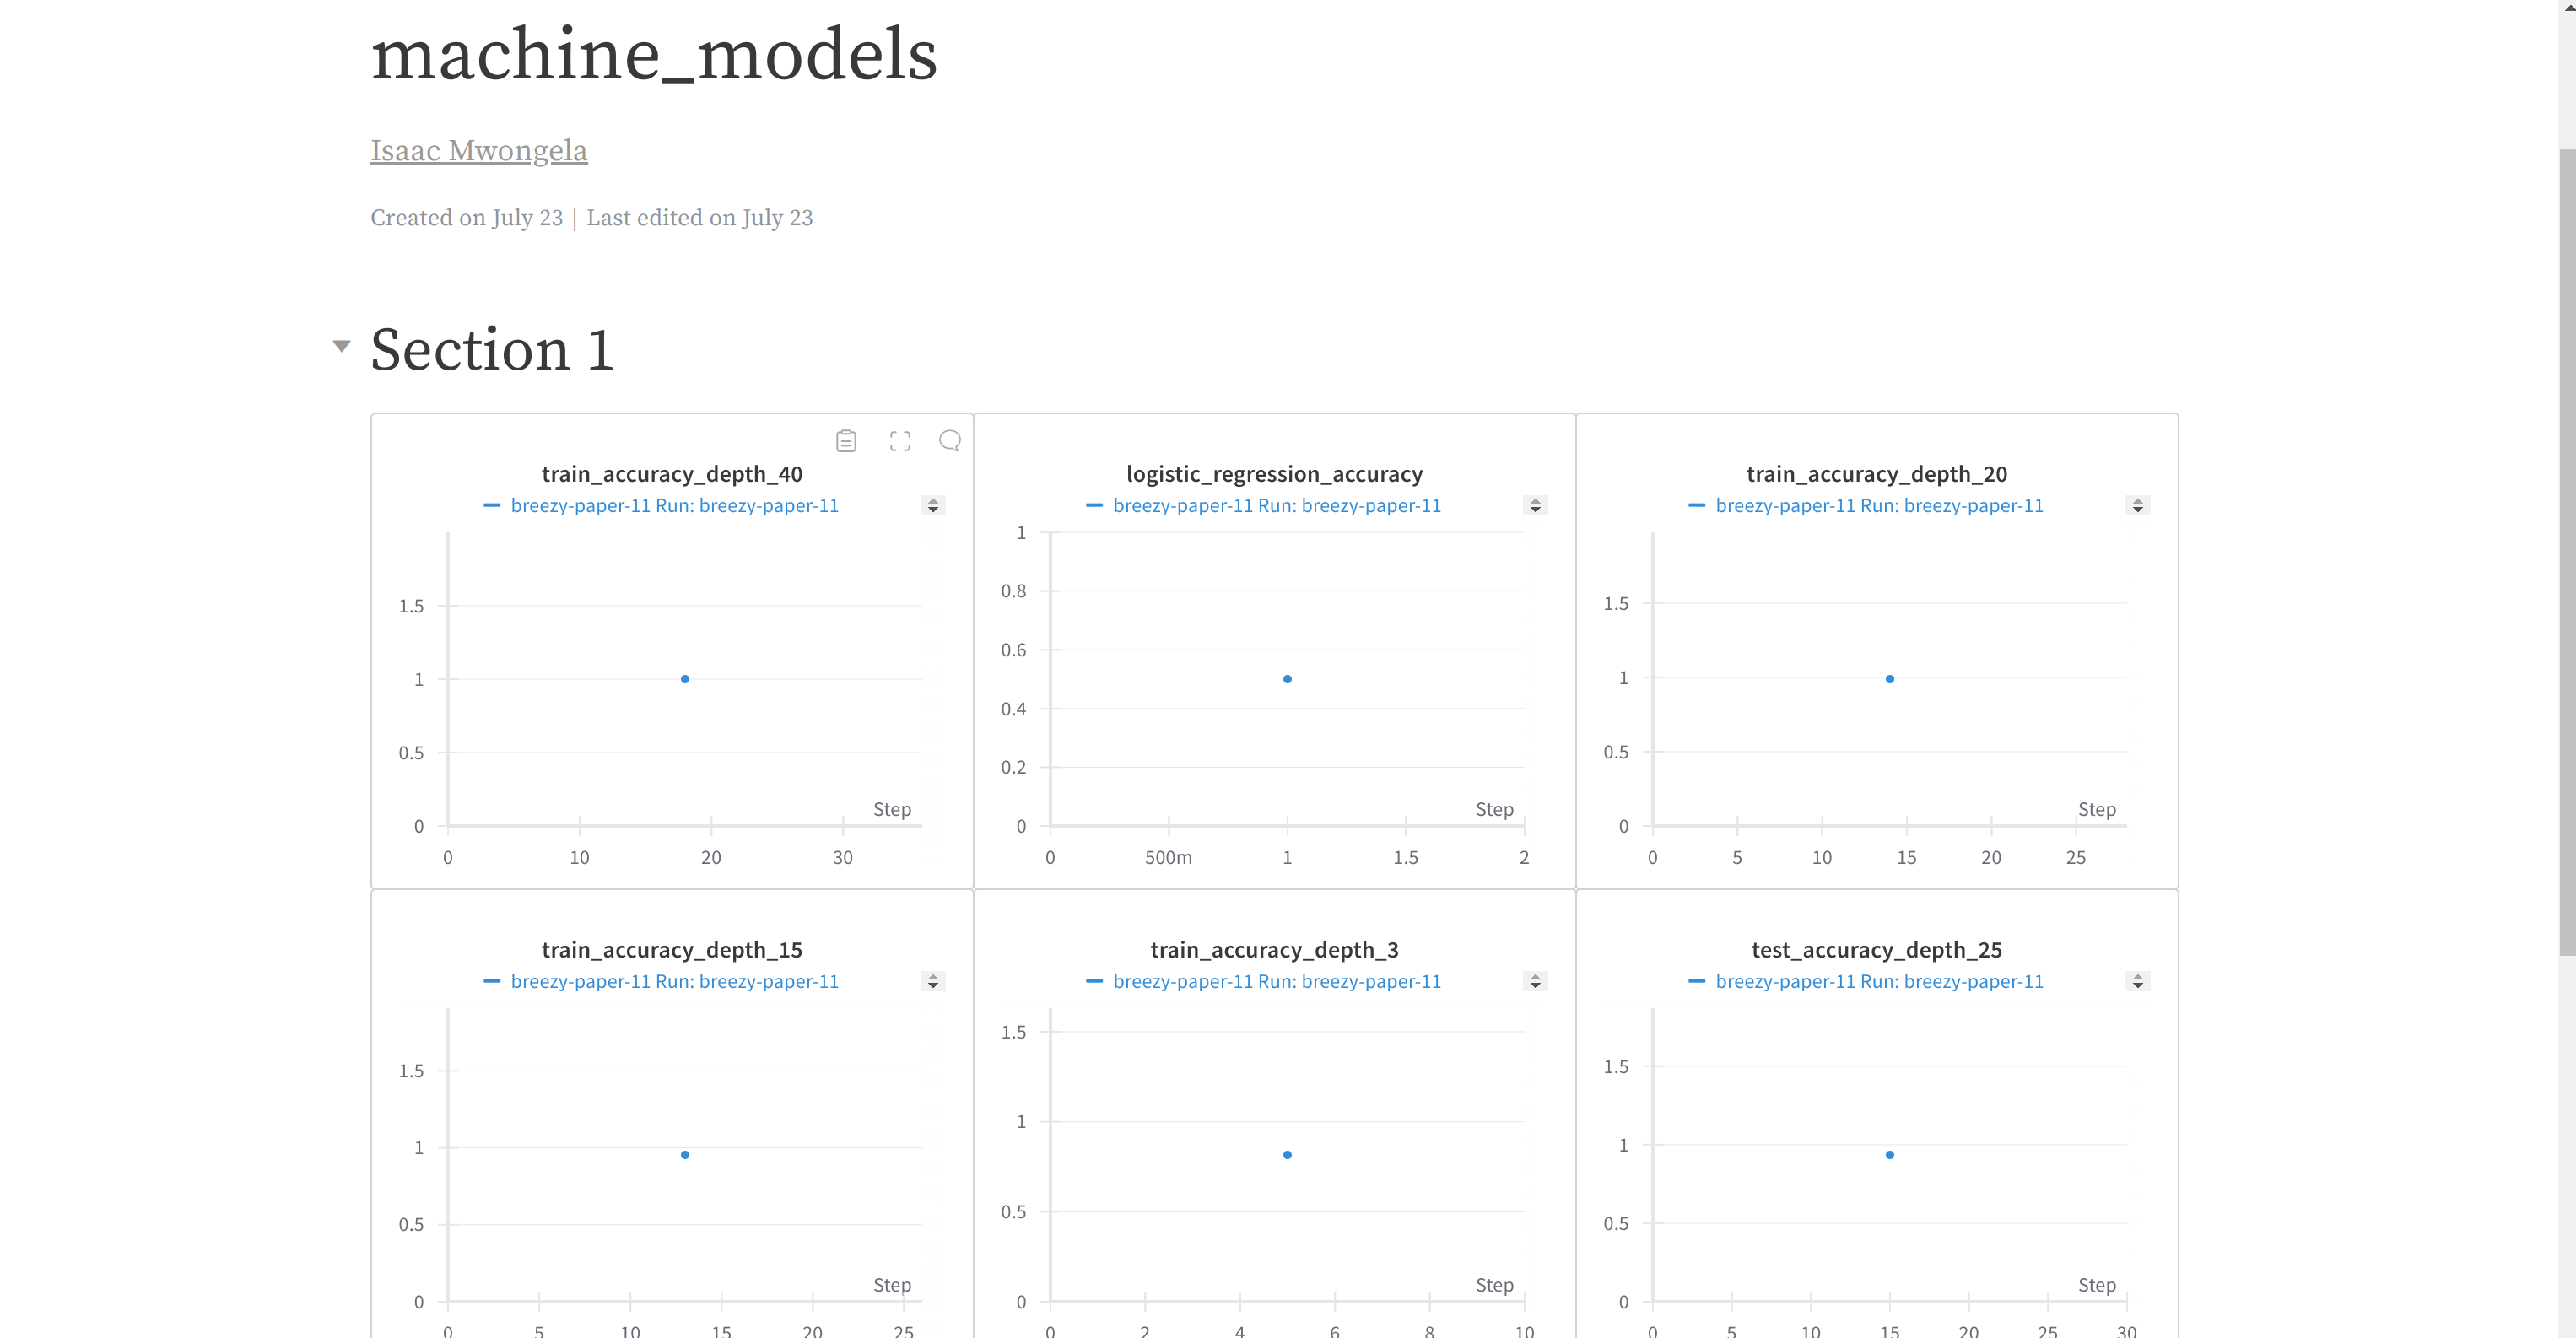 machine_models
Isaac Mwongela
Created on July 23 | Last edited on July 23
Section 1
train_accuracy_depth_40
breezy-paper-11 Run: breezy-paper-11
1.5
1
0.5
0
Step
0 10 20 30
logistic_regression_accuracy
breezy-paper-11 Run: breezy-paper-11
1
0.8
0.6
0.4
0.2
0
Step
0 500m 1 1.5 2
train_accuracy_depth_20
breezy-paper-11 Run: breezy-paper-11
1.5
1
0.5
0
Step
0 5 10 15 20 25
train_accuracy_depth_15
breezy-paper-11 Run: breezy-paper-11
1.5
1
0.5
0
Step
0 5 10 15 20 25
train_accuracy_depth_3
breezy-paper-11 Run: breezy-paper-11
1.5
1
0.5
0
Step
0 2 4 6 8 10
test_accuracy_depth_25
breezy-paper-11 Run: breezy-paper-11
1.5
1
0.5
0
Step
0 5 10 15 20 25 30